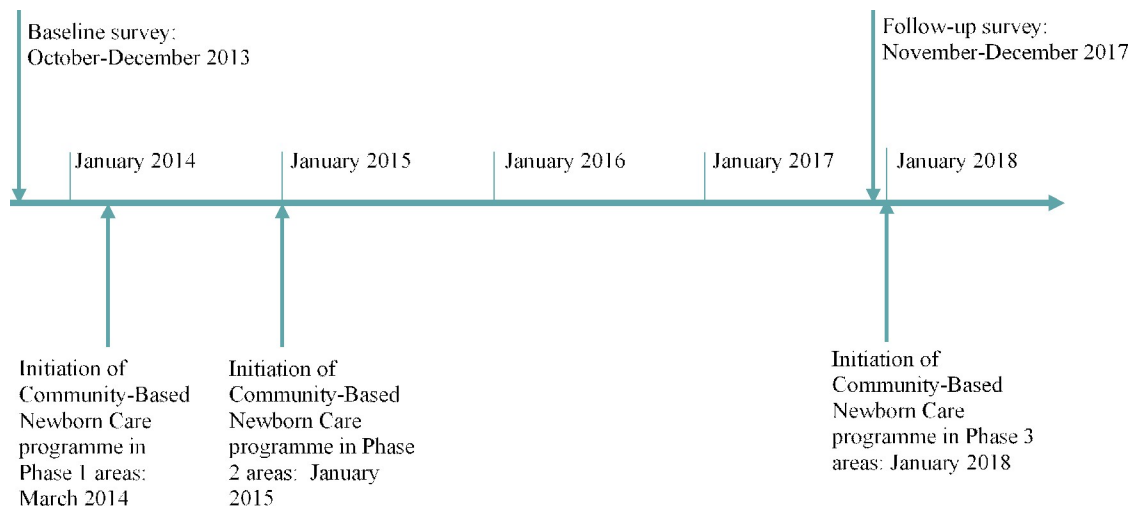 Baseline survey:
October-December 2013
Follow-up survey:
November-December 2017
January 2014
January 2015
January 2016
January 2017
January 2018
Initiation of
Community-Based
Newborn Care
programme in
Phase 1 areas:
March 2014
Initiation of
Community-Based
Newborn Care
programme in Phase
2 areas:  January
2015
Initiation of
Community-Based
Newborn Care
programme in Phase 3
areas: January 2018